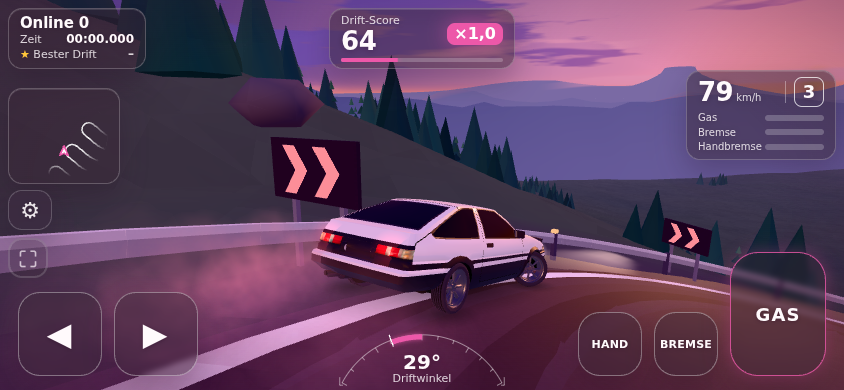 Online 0
Zeit 00:00.000
★ Bester Drift –
Drift-Score
64
×1,0
79 km/h 3
Gas
Bremse
Handbremse
GAS
HAND
BREMSE
29°
Driftwinkel